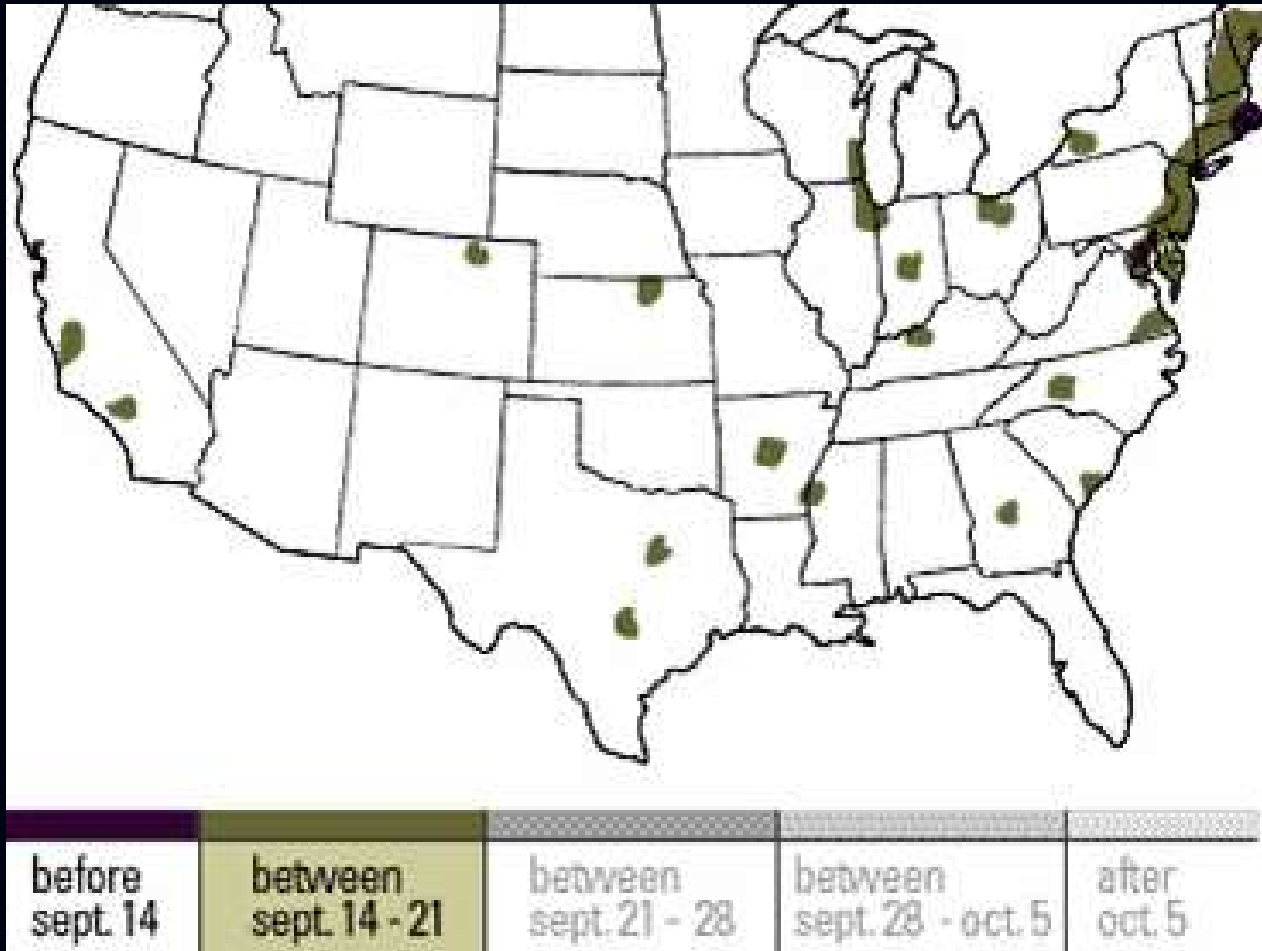 before
sept. 14
between
sept. 14 - 21
between
sept. 21 - 28
between
sept. 28 - oct. 5
after
oct. 5